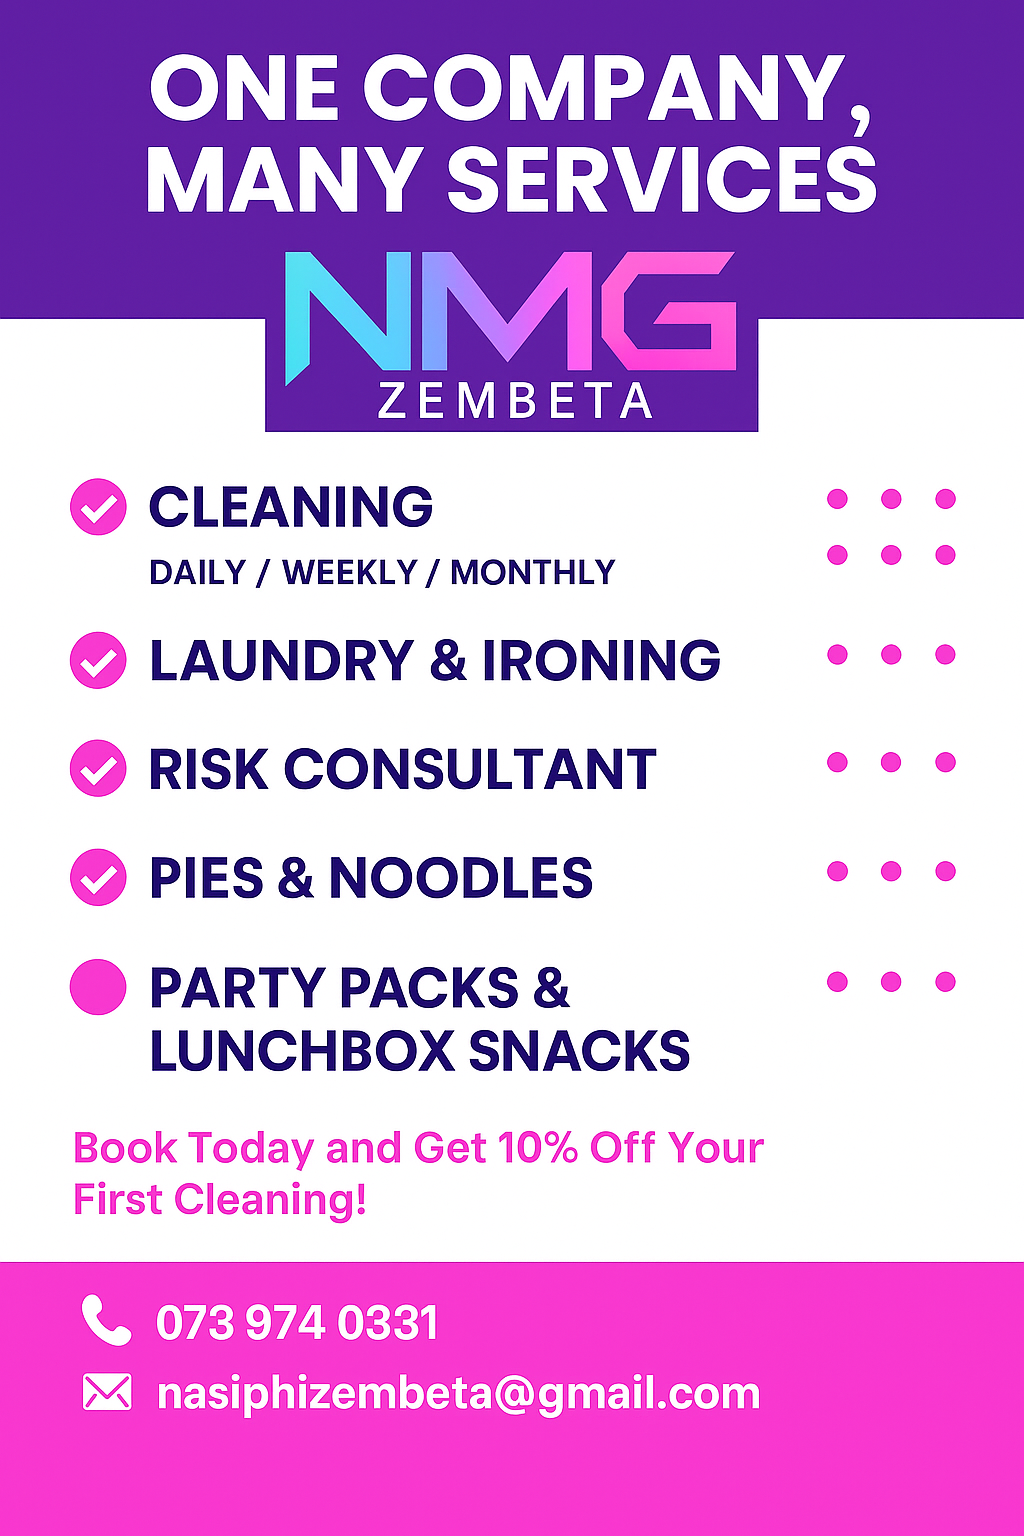 ONE COMPANY,
MANY SERVICES
NMG
ZEMBETA
CLEANING
DAILY / WEEKLY / MONTHLY
LAUNDRY & IRONING
RISK CONSULTANT
PIES & NOODLES
PARTY PACKS &
LUNCHBOX SNACKS
Book Today and Get 10% Off Your
First Cleaning!
073 974 0331
nasiphizembeta@gmail.com